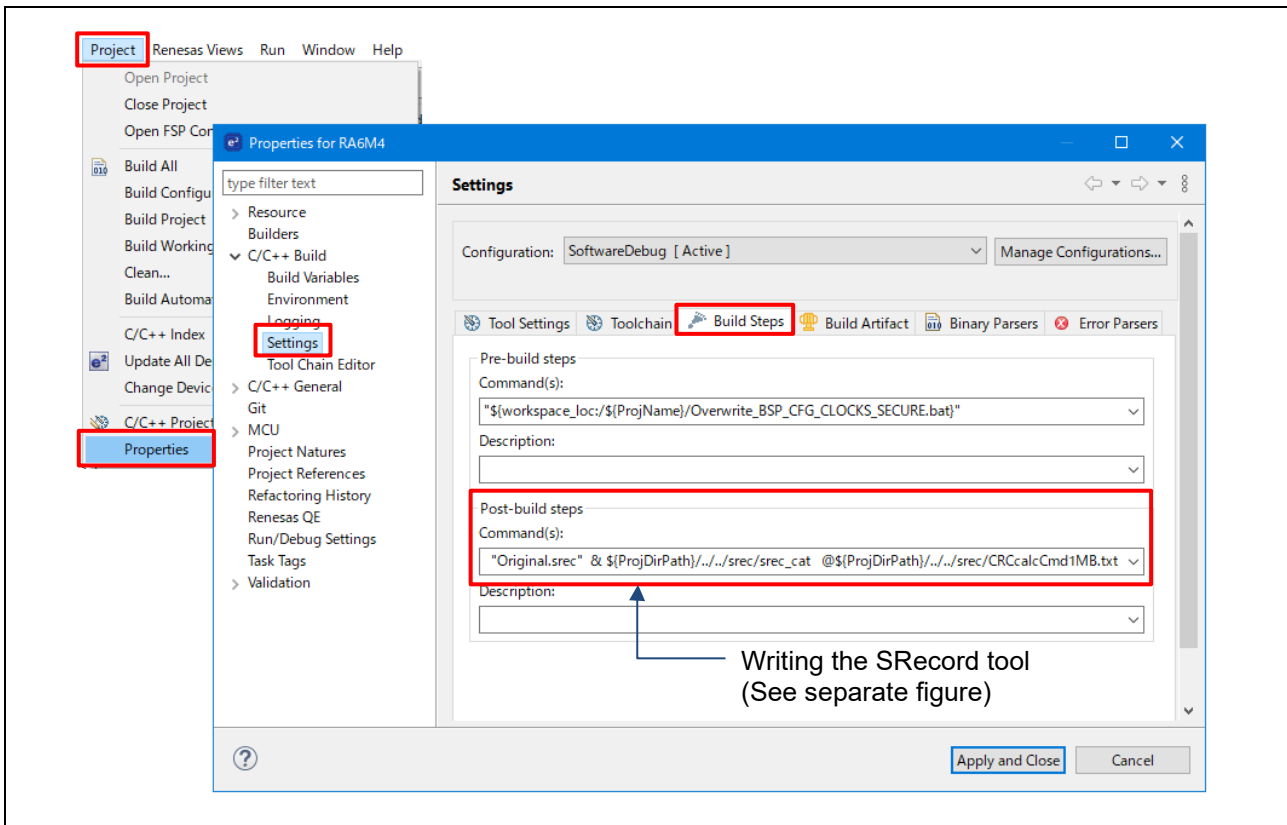 Project Renesas Views Run Window Help
Open Project
Close Project
Open FSP Con
Build All
Build Configu
Build Project
Build Working
Clean...
Build Automa
C/C++ Index
Update All De
Change Devic
C/C++ Project
Properties
Properties for RA6M4
type filter text
Resource
Builders
C/C++ Build
Build Variables
Environment
Logging
Settings
Tool Chain Editor
C/C++ General
Git
MCU
Project Natures
Project References
Refactoring History
Renesas QE
Run/Debug Settings
Task Tags
Validation
Settings
Configuration: SoftwareDebug [ Active ] Manage Configurations...
Tool Settings Toolchain Build Steps Build Artifact Binary Parsers Error Parsers
Pre-build steps
Command(s):
"${workspace_loc:/${ProjName}/Overwrite_BSP_CFG_CLOCKS_SECURE.bat}"
Description:
Post-build steps
Command(s):
"Original.srec" & ${ProjDirPath}/../../srec/srec_cat @${ProjDirPath}/../../srec/CRCcalcCmd1MB.txt
Description:
Writing the SRecord tool
(See separate figure)
Apply and Close Cancel